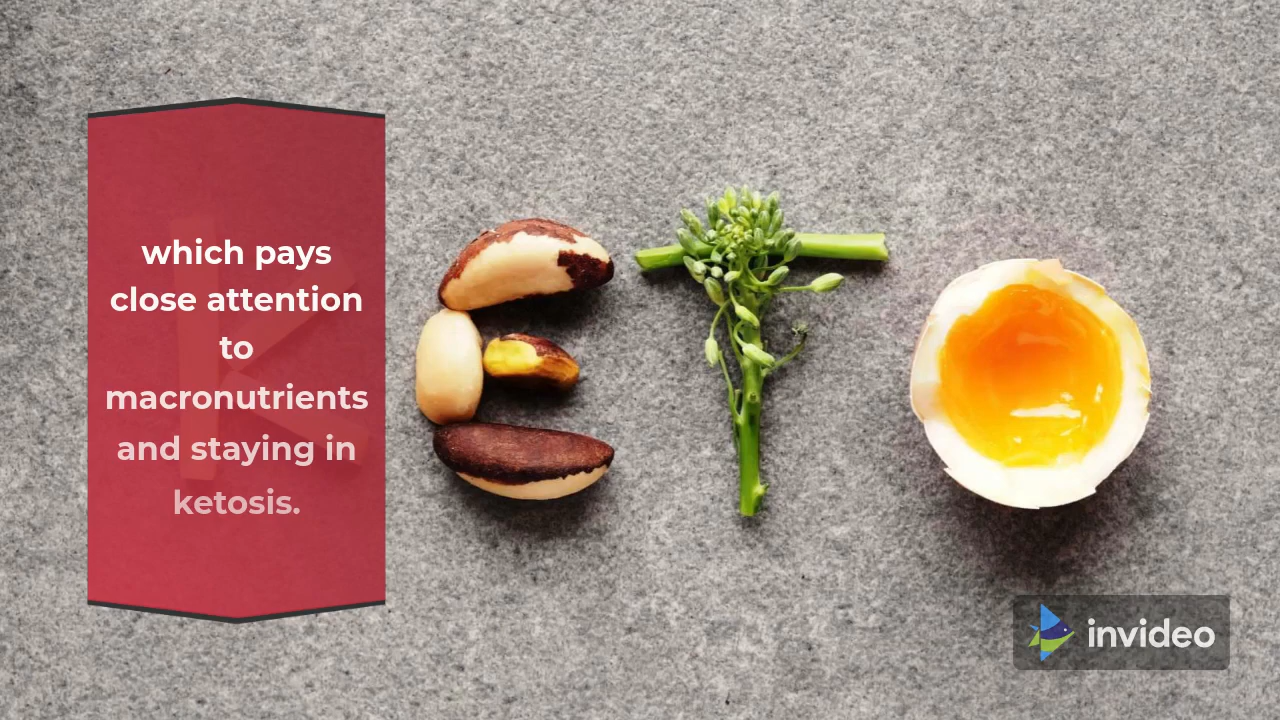 which pays
close attention
to
macronutrients
and staying in
ketosis.
K E T O
invideo